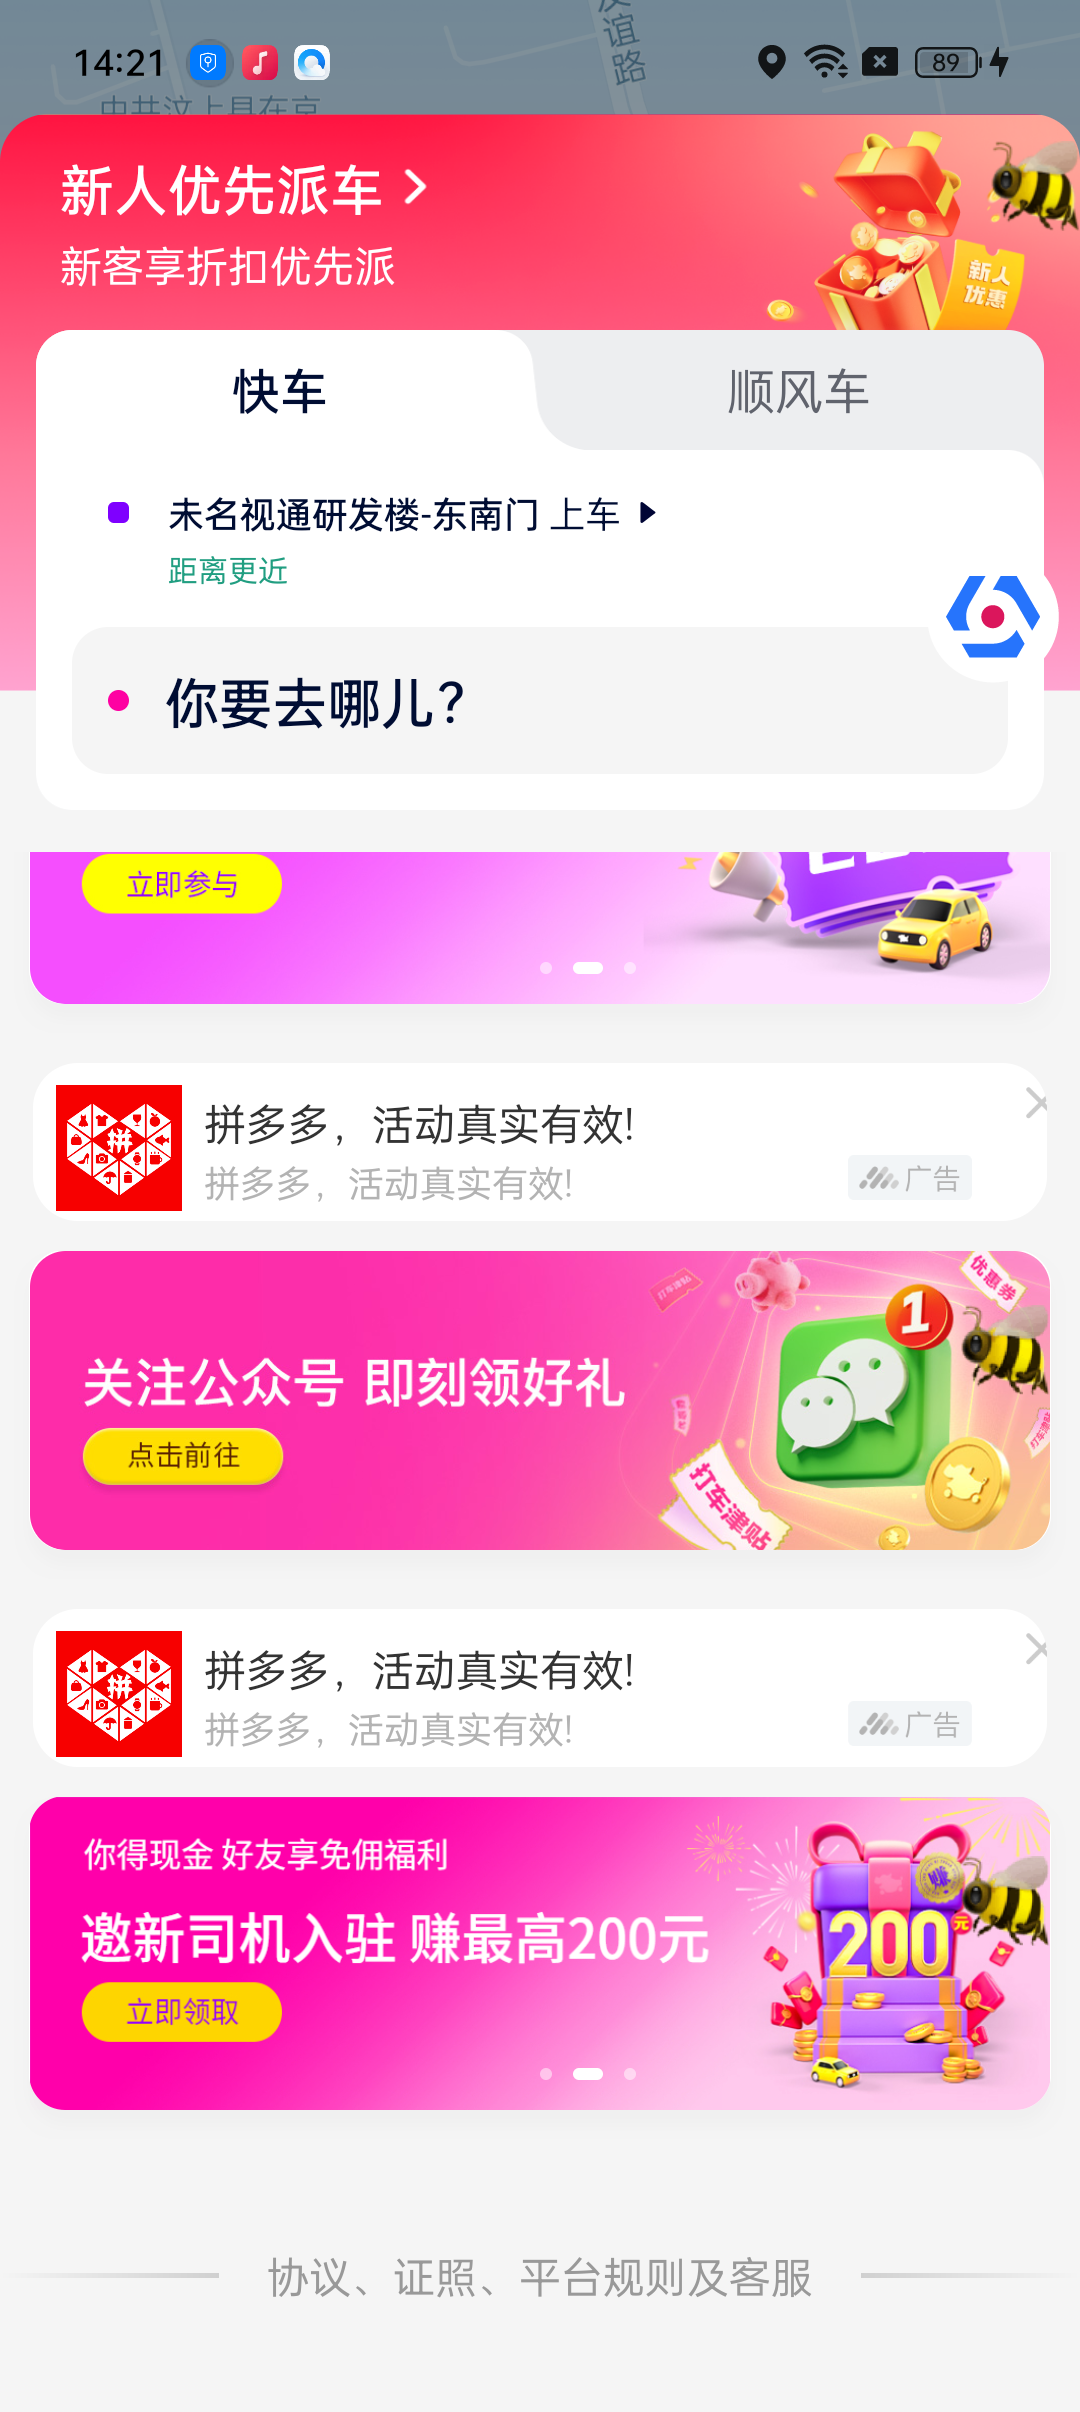 14:21
89
谊路
新人优先派车
新客享折扣优先派
新人
优惠
快车
顺风车
未名视通研发楼-东南门 上车
距离更近
你要去哪儿?
立即参与
拼多多，活动真实有效!
拼多多，活动真实有效!
广告
优惠券
1
关注公众号 即刻领好礼
点击前往
打车津贴
拼多多，活动真实有效!
拼多多，活动真实有效!
广告
你得现金 好友享免佣福利
邀新司机入驻 赚最高200元
200元
立即领取
协议、证照、平台规则及客服